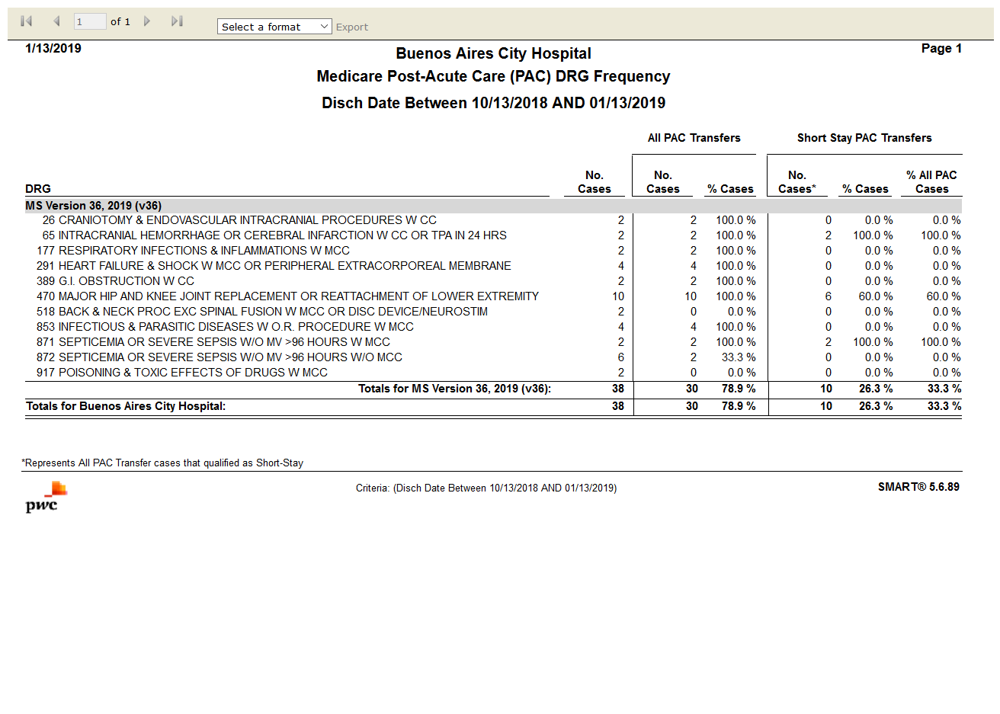 1 of 1 Select a format Export
1/13/2019 Buenos Aires City Hospital Page 1
Medicare Post-Acute Care (PAC) DRG Frequency
Disch Date Between 10/13/2018 AND 01/13/2019
All PAC Transfers Short Stay PAC Transfers
No. No. No. % All PAC
DRG Cases Cases % Cases Cases* % Cases Cases
MS Version 36, 2019 (v36)
26 CRANIOTOMY & ENDOVASCULAR INTRACRANIAL PROCEDURES W CC 2 2 100.0 % 0 0.0 % 0.0 %
65 INTRACRANIAL HEMORRHAGE OR CEREBRAL INFARCTION W CC OR TPA IN 24 HRS 2 2 100.0 % 2 100.0 % 100.0 %
177 RESPIRATORY INFECTIONS & INFLAMMATIONS W MCC 2 2 100.0 % 0 0.0 % 0.0 %
291 HEART FAILURE & SHOCK W MCC OR PERIPHERAL EXTRACORPOREAL MEMBRANE 4 4 100.0 % 0 0.0 % 0.0 %
389 G.I. OBSTRUCTION W CC 2 2 100.0 % 0 0.0 % 0.0 %
470 MAJOR HIP AND KNEE JOINT REPLACEMENT OR REATTACHMENT OF LOWER EXTREMITY 10 10 100.0 % 6 60.0 % 60.0 %
518 BACK & NECK PROC EXC SPINAL FUSION W MCC OR DISC DEVICE/NEUROSTIM 2 0 0.0 % 0 0.0 % 0.0 %
853 INFECTIOUS & PARASITIC DISEASES W O.R. PROCEDURE W MCC 4 4 100.0 % 0 0.0 % 0.0 %
871 SEPTICEMIA OR SEVERE SEPSIS W/O MV >96 HOURS W MCC 2 2 100.0 % 2 100.0 % 100.0 %
872 SEPTICEMIA OR SEVERE SEPSIS W/O MV >96 HOURS W/O MCC 6 2 33.3 % 0 0.0 % 0.0 %
917 POISONING & TOXIC EFFECTS OF DRUGS W MCC 2 0 0.0 % 0 0.0 % 0.0 %
Totals for MS Version 36, 2019 (v36): 38 30 78.9 % 10 26.3 % 33.3 %
Totals for Buenos Aires City Hospital: 38 30 78.9 % 10 26.3 % 33.3 %
*Represents All PAC Transfer cases that qualified as Short-Stay
Criteria: (Disch Date Between 10/13/2018 AND 01/13/2019) SMART® 5.6.89
pwc